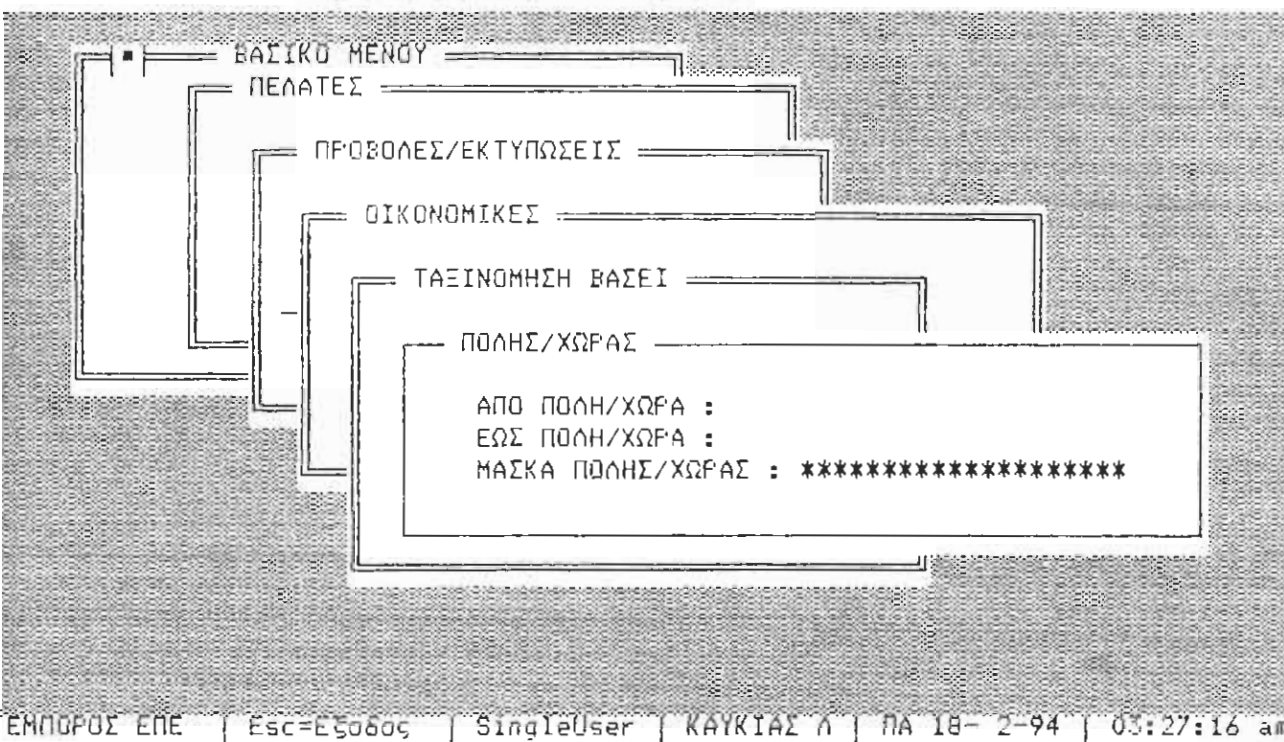 ΒΑΣΙΚΟ ΜΕΝΟΥ
ΠΕΛΑΤΕΣ
ΠΡΟΒΟΛΕΣ/ΕΚΤΥΠΩΣΕΙΣ
ΟΙΚΟΝΟΜΙΚΕΣ
ΤΑΞΙΝΟΜΗΣΗ ΒΑΣΕΙ
ΠΟΛΗΣ/ΧΩΡΑΣ
ΑΠΟ ΠΟΛΗ/ΧΩΡΑ :
ΕΩΣ ΠΟΛΗ/ΧΩΡΑ :
ΜΑΣΚΑ ΠΟΛΗΣ/ΧΩΡΑΣ : ********************
ΕΜΠΟΡΟΣ ΕΠΕ | Esc=Εξοδος | SingleUser | ΚΑΥΚΙΑΣ Λ | ΠΑ 18- 2-94 | 03:27:16 am